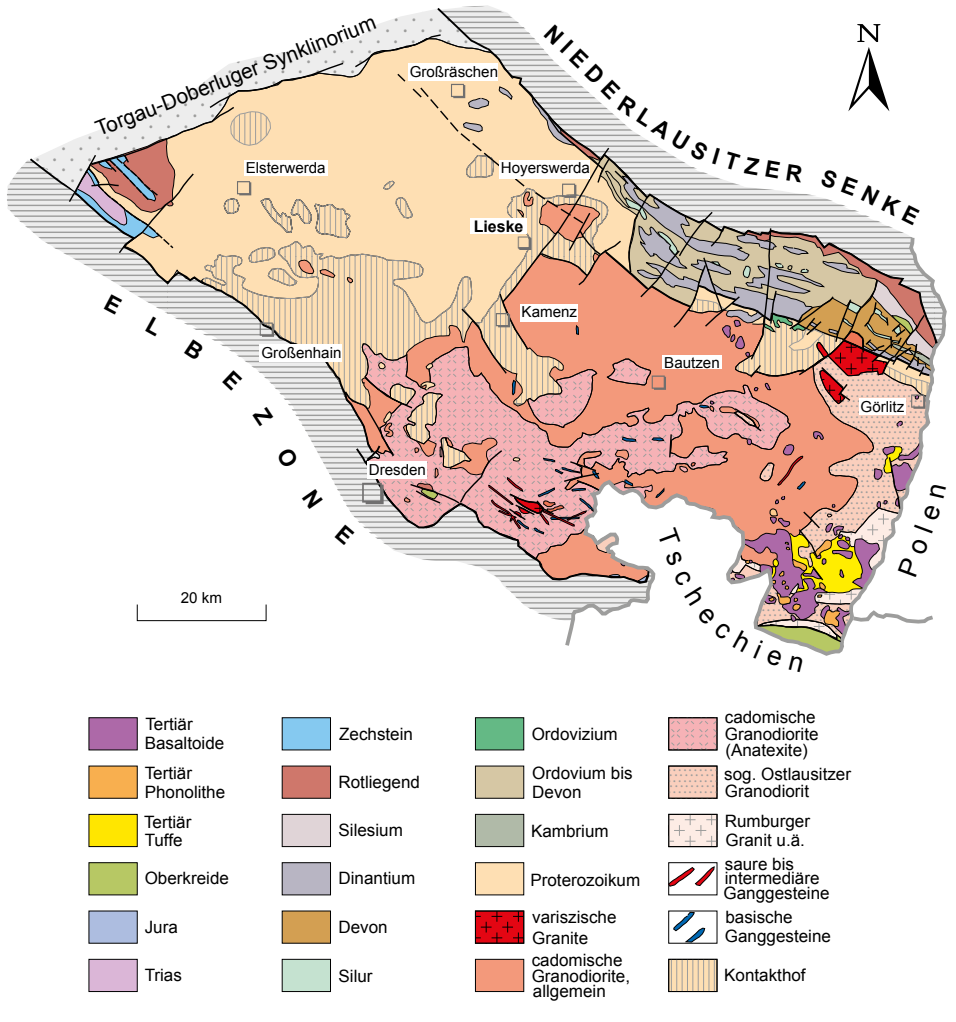 N
Torgau-Doberluger Synklinorium
NIEDERLAUSITZER SENKE
Großräschen
Elsterwerda
Hoyerswerda
Lieske
Kamenz
Großenhain
Bautzen
Görlitz
Dresden
ELBEZONE
Tschechien
Polen
20 km
Tertiär
Basaltoide
Tertiär
Phonolithe
Tertiär
Tuffe
Oberkreide
Jura
Trias
Zechstein
Rotliegend
Silesium
Dinantium
Devon
Silur
Ordovizium
Ordovium bis
Devon
Kambrium
Proterozoikum
variszische
Granite
cadomische
Granodiorite,
allgemein
cadomische
Granodiorite
(Anatexite)
sog. Ostlausitzer
Granodiorit
Rumburger
Granit u.ä.
saure bis
intermediäre
Ganggesteine
basische
Ganggesteine
Kontakthof